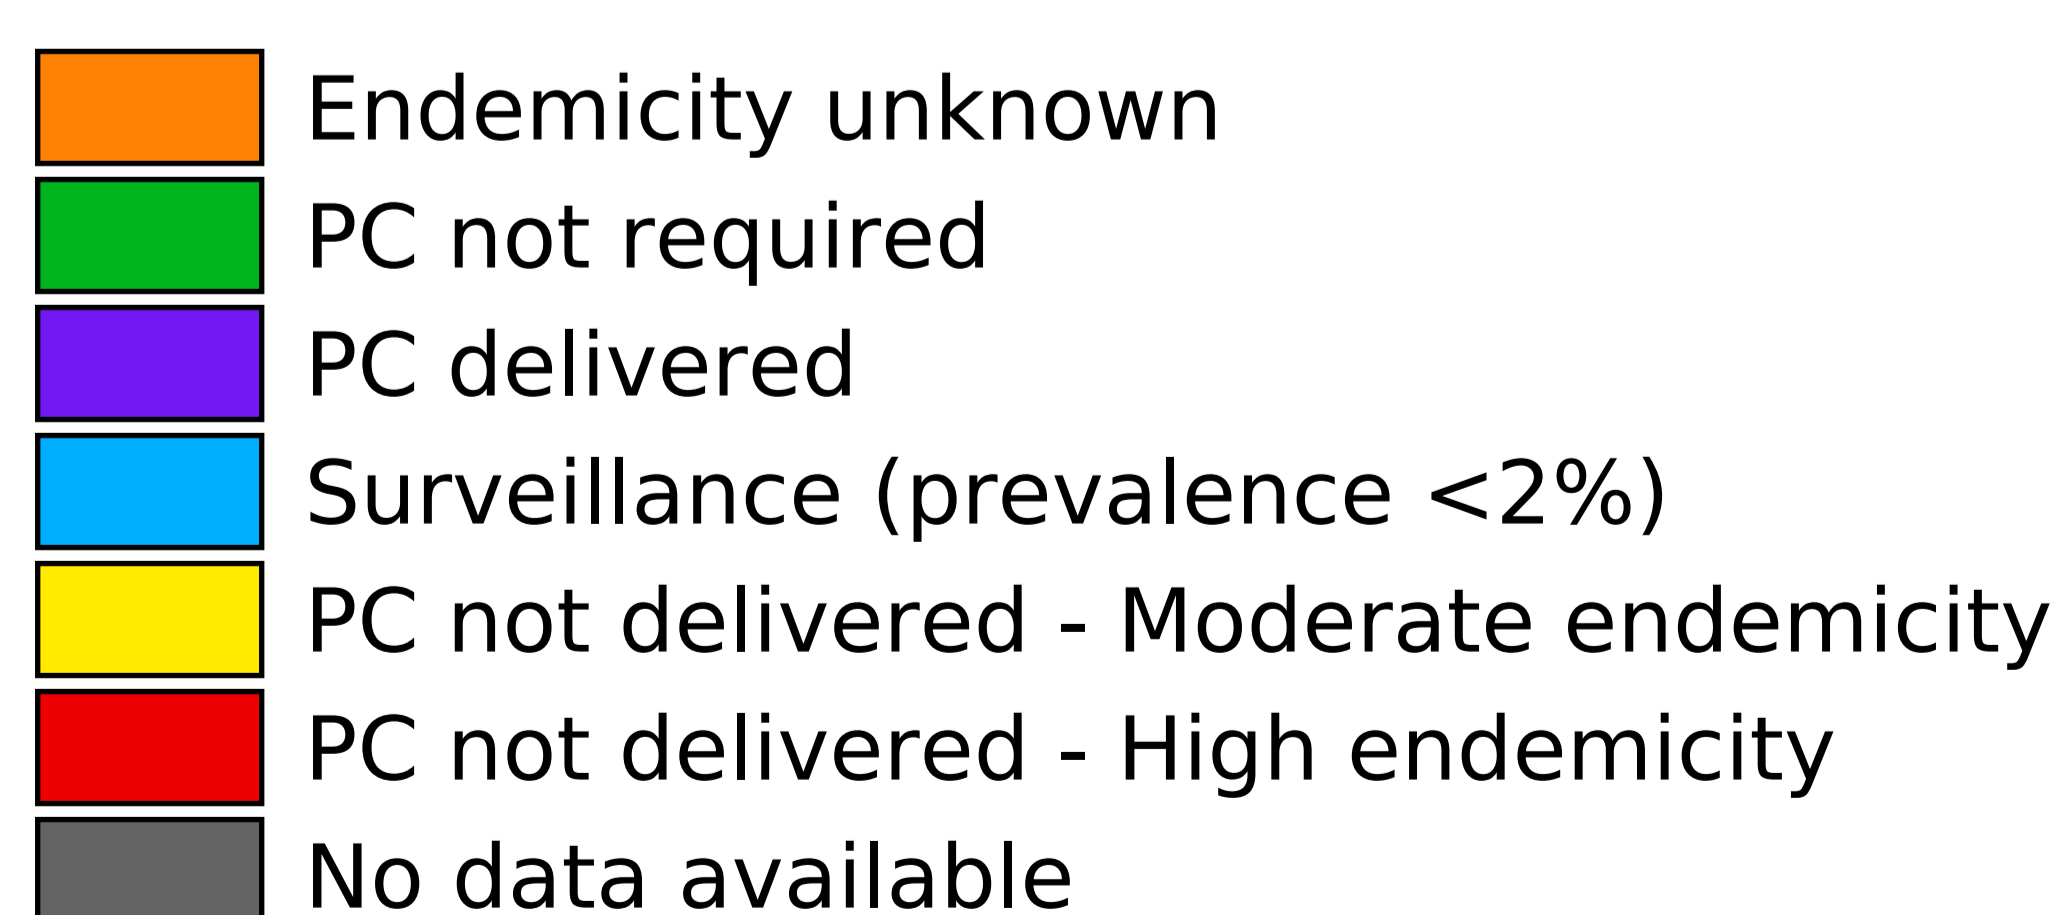 Endemicity unknown
PC not required
PC delivered
Surveillance (prevalence <2%)
PC not delivered - Moderate endemicity
PC not delivered - High endemicity
No data available